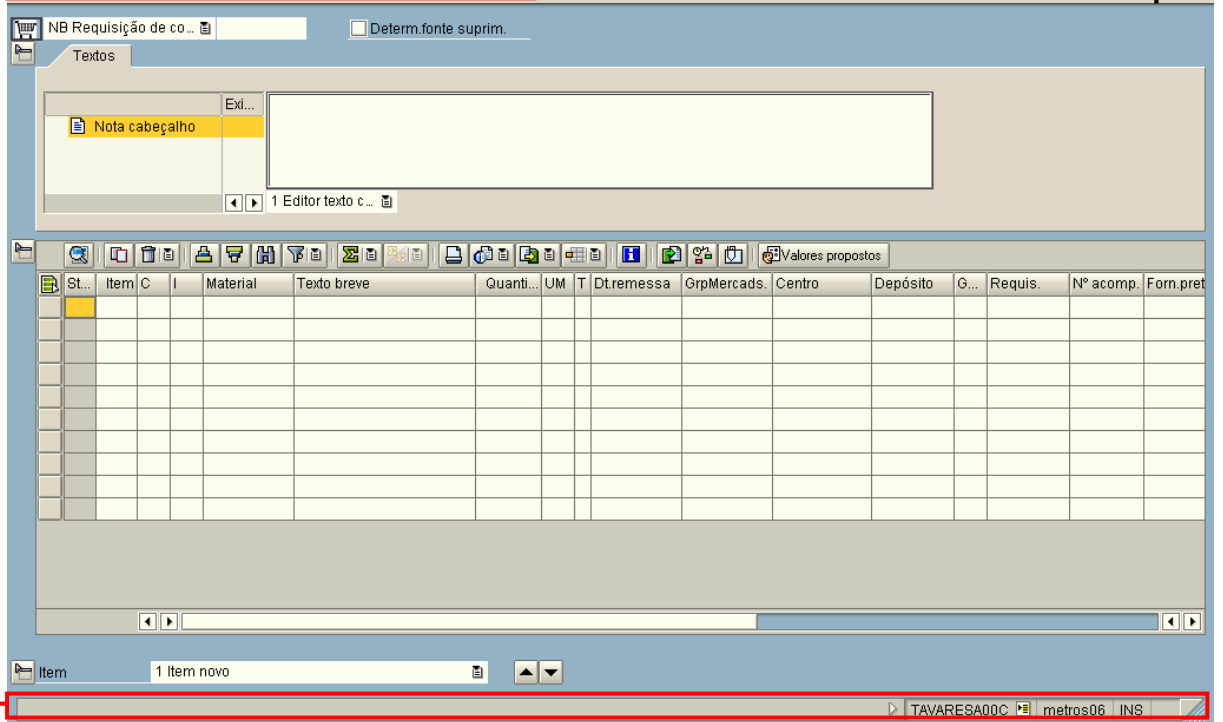 NB Requisição de co...
Determ.fonte suprim.
Textos
Exi...
Nota cabeçalho
1 Editor texto c...
Valores propostos
St... Item C I Material Texto breve Quanti... UM T Dt.remessa GrpMercads. Centro Depósito G... Requis. Nº acomp. Forn.pret
Item 1 Item novo
TAVARESA00C metros06 INS